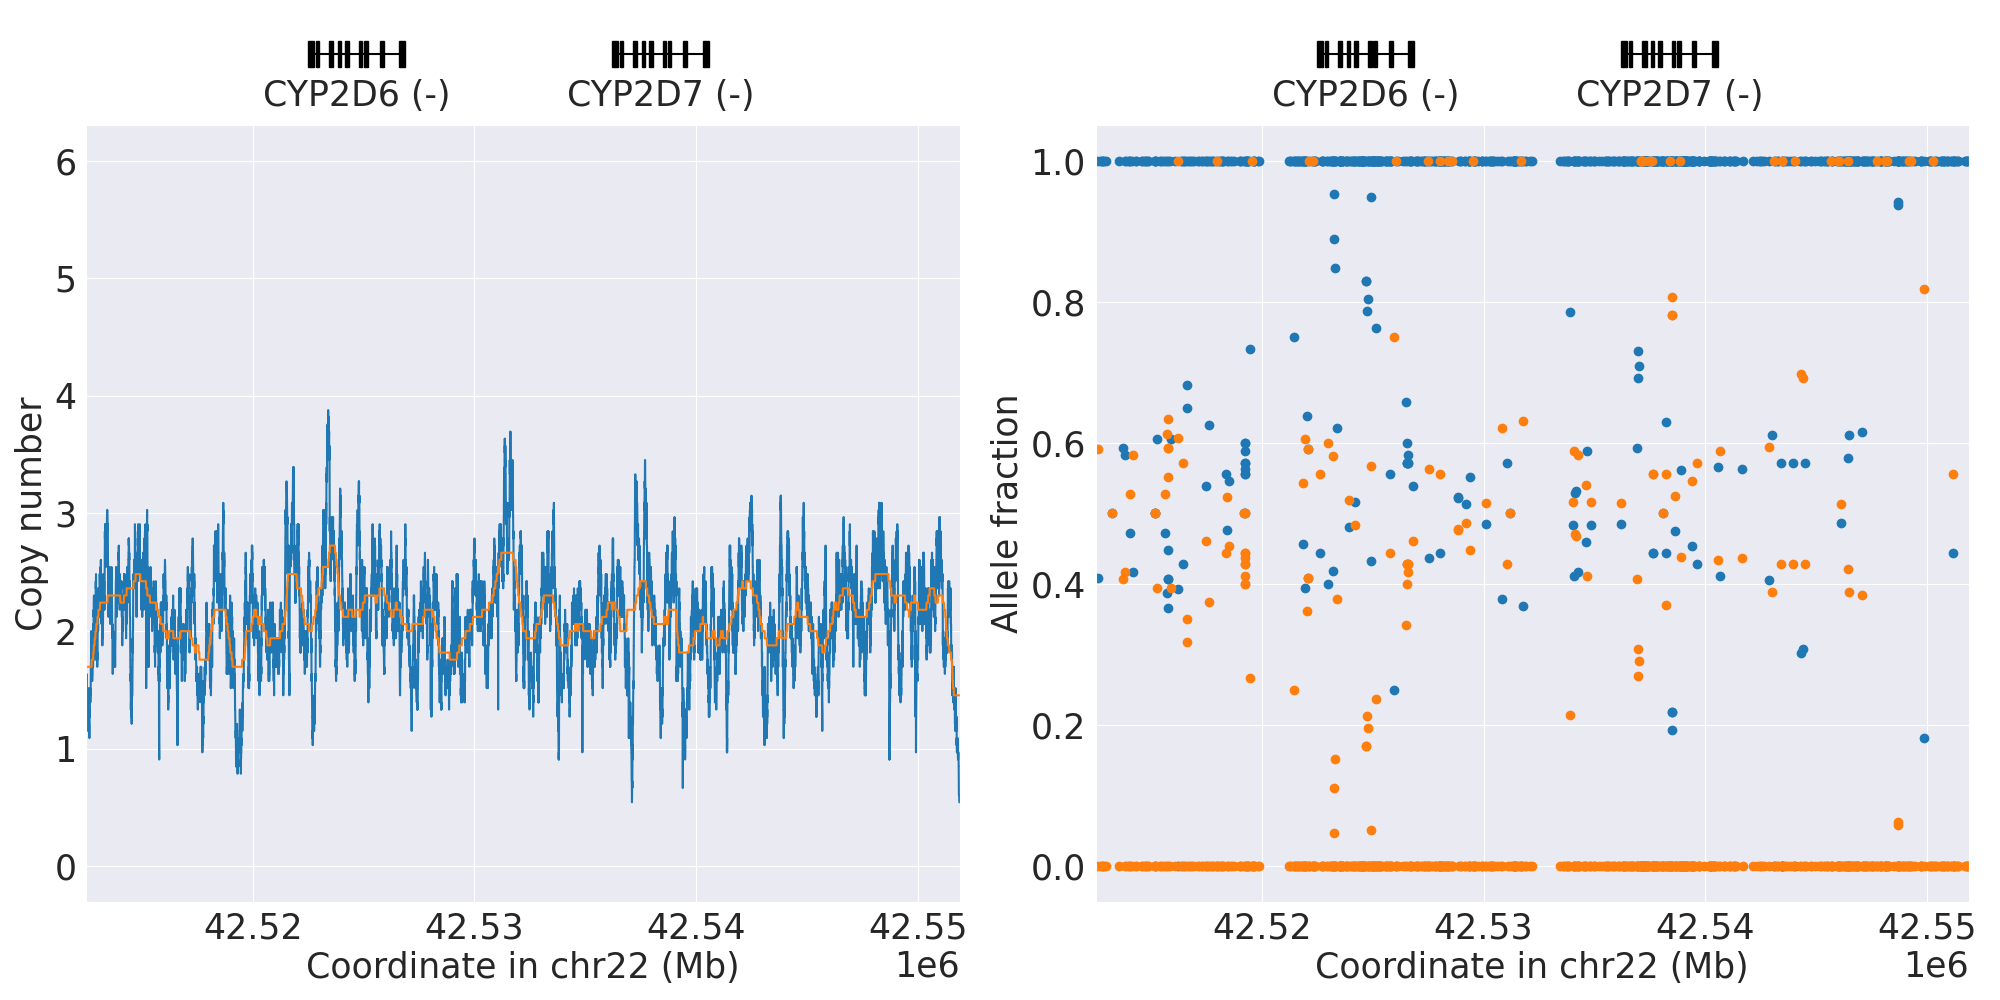 CYP2D6 (-) CYP2D7 (-)
6
5
4
3
2
1
0
Copy number
42.52 42.53 42.54 42.55
Coordinate in chr22 (Mb) 1e6
CYP2D6 (-) CYP2D7 (-)
1.0
0.8
0.6
0.4
0.2
0.0
Allele fraction
42.52 42.53 42.54 42.55
Coordinate in chr22 (Mb) 1e6